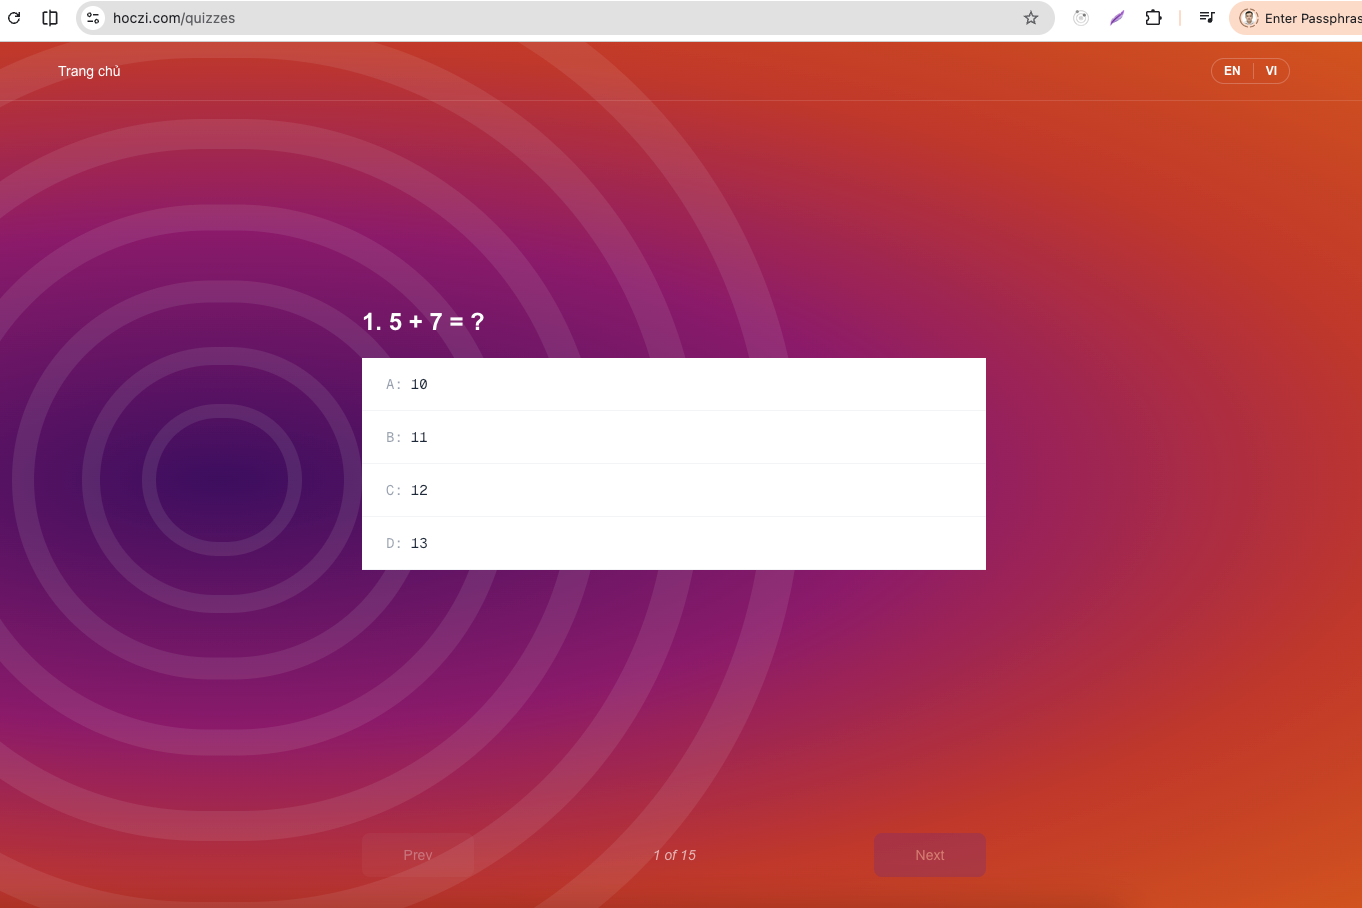 hoczi.com/quizzes
Enter Passphras
Trang chủ
EN
VI
1. 5 + 7 = ?
A: 10
B: 11
C: 12
D: 13
Prev
1 of 15
Next